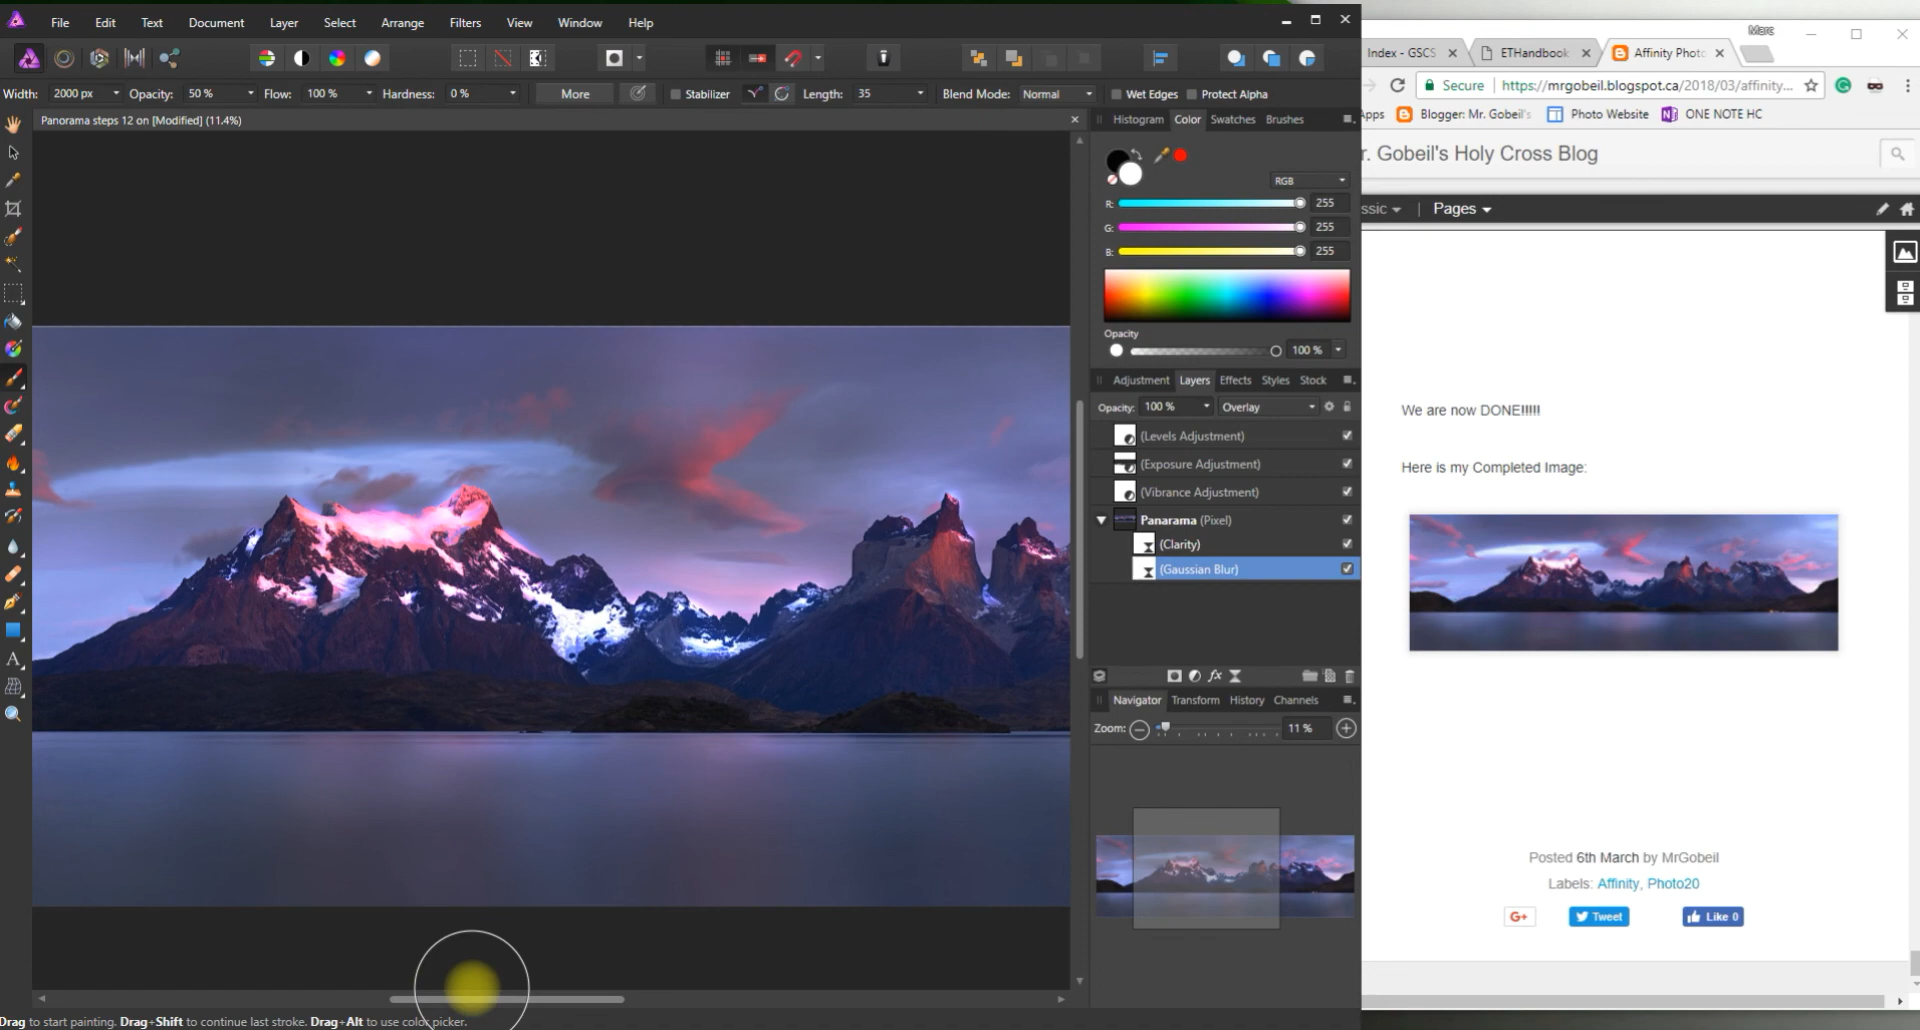 File Edit Text Document Layer Select Arrange Filters View Window Help
Width: 2000 px Opacity: 50 % Flow: 100 % Hardness: 0 % More Stabilizer Length: 35 Blend Mode: Normal Wet Edges Protect Alpha
Panorama steps 12 on [Modified] (11.4%)
Histogram Color Swatches Brushes
RGB
R: 255
G: 255
B: 255
Opacity
100 %
Adjustment Layers Effects Styles Stock
Opacity: 100 % Overlay
(Levels Adjustment)
(Exposure Adjustment)
(Vibrance Adjustment)
Panarama (Pixel)
(Clarity)
(Gaussian Blur)
fx
Navigator Transform History Channels
Zoom: 11 %
Drag to start painting. Drag+Shift to continue last stroke. Drag+Alt to use color picker.
Marc
Index - GSCS ETHandbook Affinity Photo
Secure https://mrgobeil.blogspot.ca/2018/03/affinity...
Apps Blogger: Mr. Gobeil's Photo Website ONE NOTE HC
r. Gobeil's Holy Cross Blog
ssic Pages
We are now DONE!!!!!
Here is my Completed Image:
Posted 6th March by MrGobeil
Labels: Affinity, Photo20
G+ Tweet Like 0